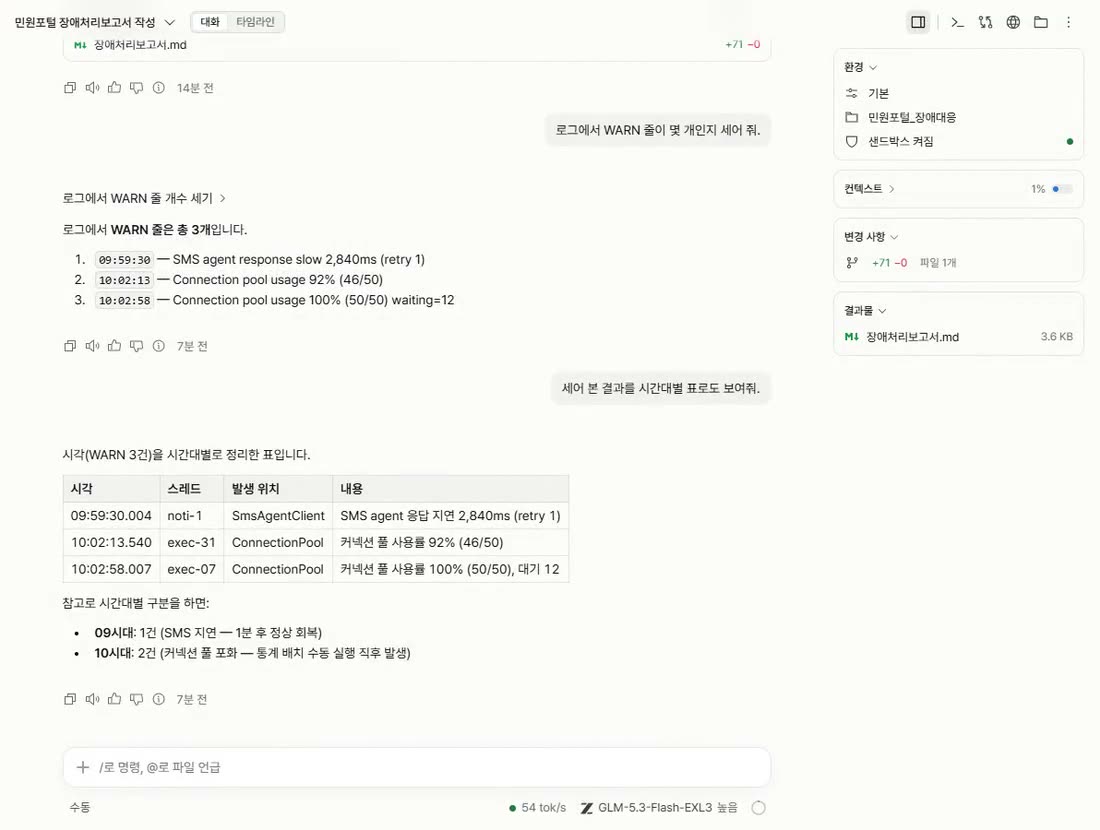 민원포털 장애처리보고서 작성
대화 타임라인
장애처리보고서.md +71 −0
14분 전
로그에서 WARN 줄이 몇 개인지 세어 줘.
로그에서 WARN 줄 개수 세기
로그에서 WARN 줄은 총 3개입니다.
1. 09:59:30 — SMS agent response slow 2,840ms (retry 1)
2. 10:02:13 — Connection pool usage 92% (46/50)
3. 10:02:58 — Connection pool usage 100% (50/50) waiting=12
7분 전
세어 본 결과를 시간대별 표로도 보여줘.
시각(WARN 3건)을 시간대별로 정리한 표입니다.
시각 스레드 발생 위치 내용
09:59:30.004 noti-1 SmsAgentClient SMS agent 응답 지연 2,840ms (retry 1)
10:02:13.540 exec-31 ConnectionPool 커넥션 풀 사용률 92% (46/50)
10:02:58.007 exec-07 ConnectionPool 커넥션 풀 사용률 100% (50/50), 대기 12
참고로 시간대별 구분을 하면:
• 09시대: 1건 (SMS 지연 — 1분 후 정상 회복)
• 10시대: 2건 (커넥션 풀 포화 — 통계 배치 수동 실행 직후 발생)
7분 전
/로 명령, @로 파일 언급
수동
54 tok/s GLM-5.3-Flash-EXL3 높음
환경
기본
민원포털_장애대응
샌드박스 켜짐
컨텍스트 1%
변경 사항
+71 −0 파일 1개
결과물
장애처리보고서.md 3.6 KB